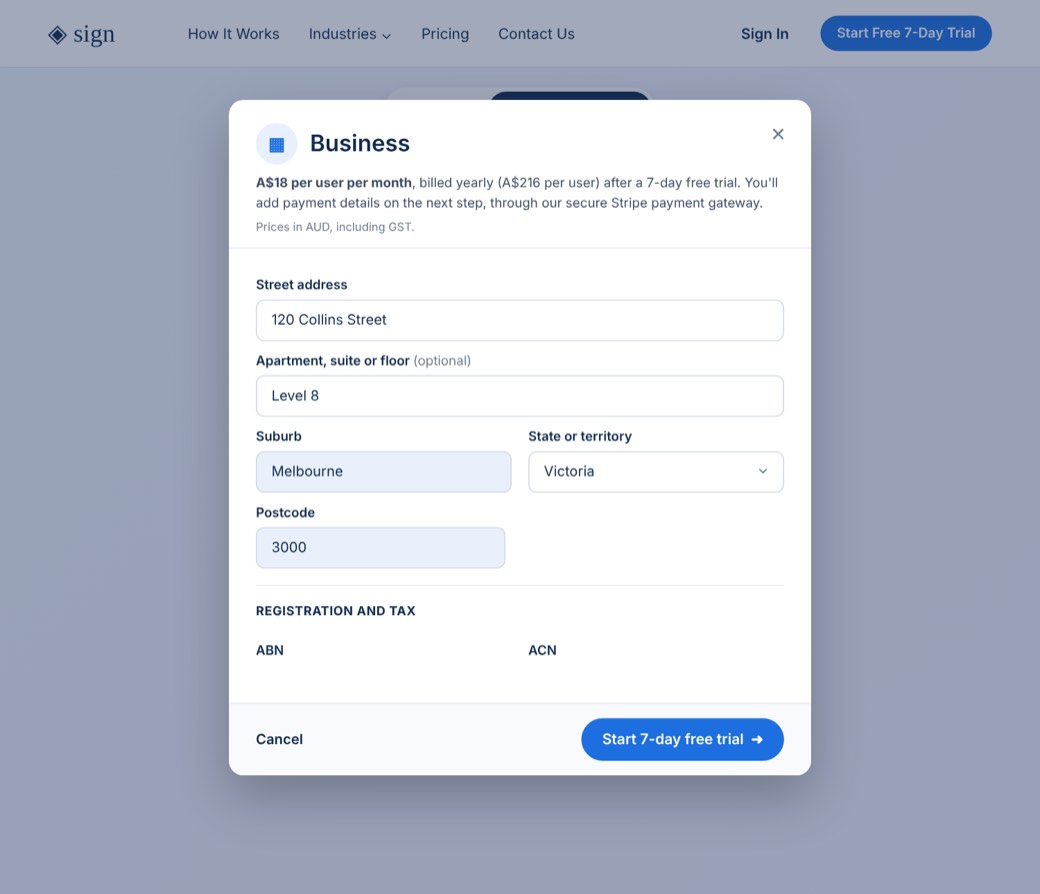 sign
How It Works
Industries
Pricing
Contact Us
Sign In
Start Free 7-Day Trial
Business
A$18 per user per month, billed yearly (A$216 per user) after a 7-day free trial. You'll
add payment details on the next step, through our secure Stripe payment gateway.
Prices in AUD, including GST.
Street address
120 Collins Street
Apartment, suite or floor (optional)
Level 8
Suburb
State or territory
Melbourne
Victoria
Postcode
3000
REGISTRATION AND TAX
ABN
ACN
Cancel
Start 7-day free trial ➜